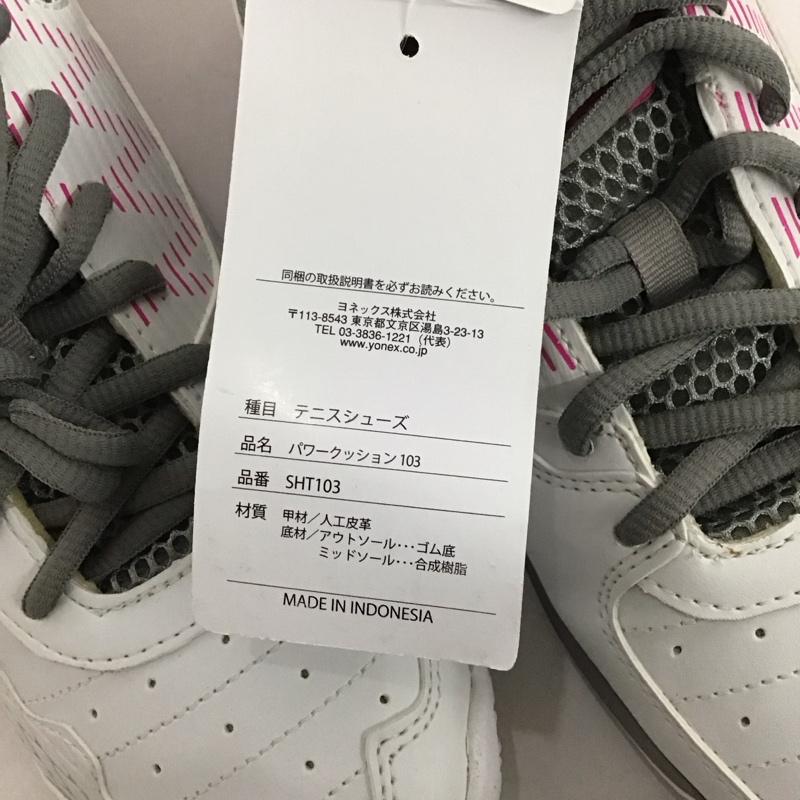 同梱の取扱説明書を必ずお読みください。
ヨネックス株式会社
〒113-8543 東京都文京区湯島3-23-13
TEL 03-3836-1221（代表）
www.yonex.co.jp
種目 テニスシューズ
品名 パワークッション103
品番 SHT103
材質 甲材／人工皮革
底材／アウトソール･･･ゴム底
ミッドソール･･･合成樹脂
MADE IN INDONESIA